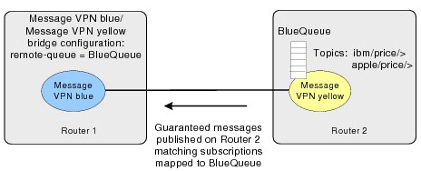 Message VPN blue/
Message VPN yellow
bridge configuration:
remote-queue = BlueQueue
Message
VPN blue
Router 1
Guaranteed messages
published on Router 2
matching subscriptions
mapped to BlueQueue
BlueQueue
Topics: ibm/price/>
apple/price/>
Message
VPN yellow
Router 2